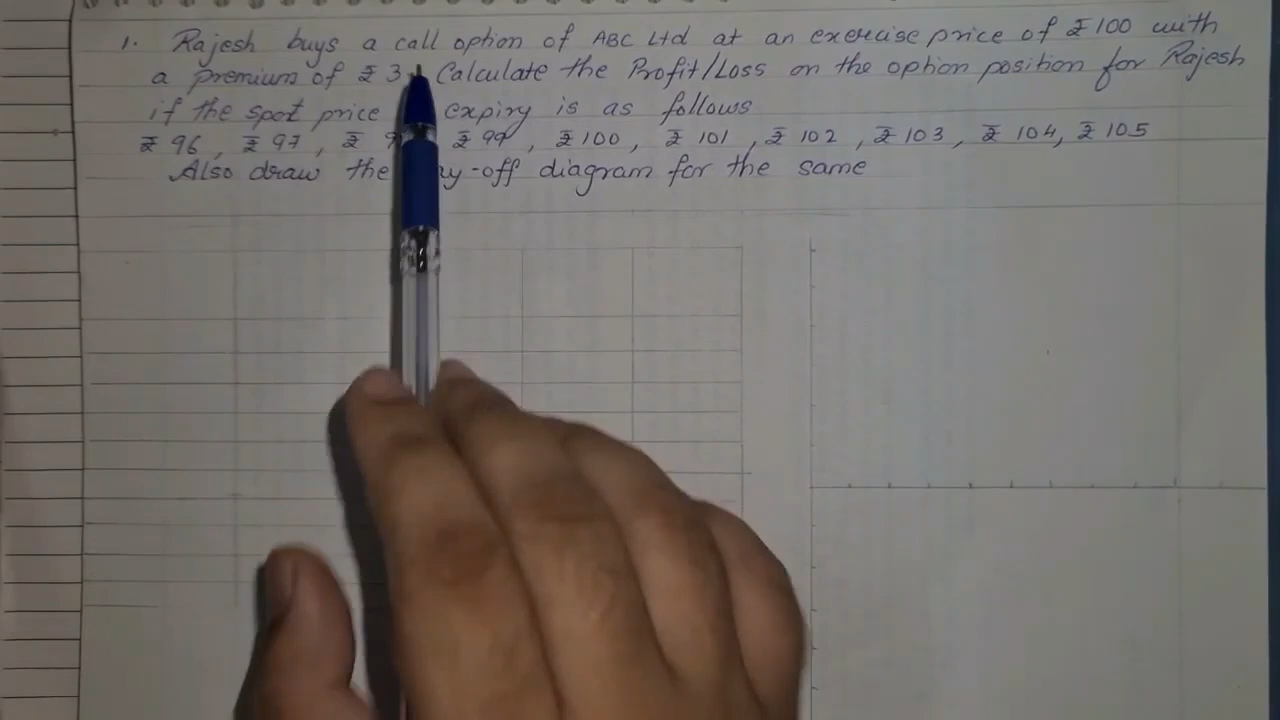 1. Rajesh buys a call option of ABC Ltd at an exercise price of ₹100 with
a premium of ₹3. Calculate the Profit/Loss on the option position for Rajesh
if the spot price expiry is as follows
₹96, ₹97, ₹ 9 ₹99, ₹100, ₹101, ₹102, ₹103, ₹104, ₹105
Also draw the -off diagram for the same